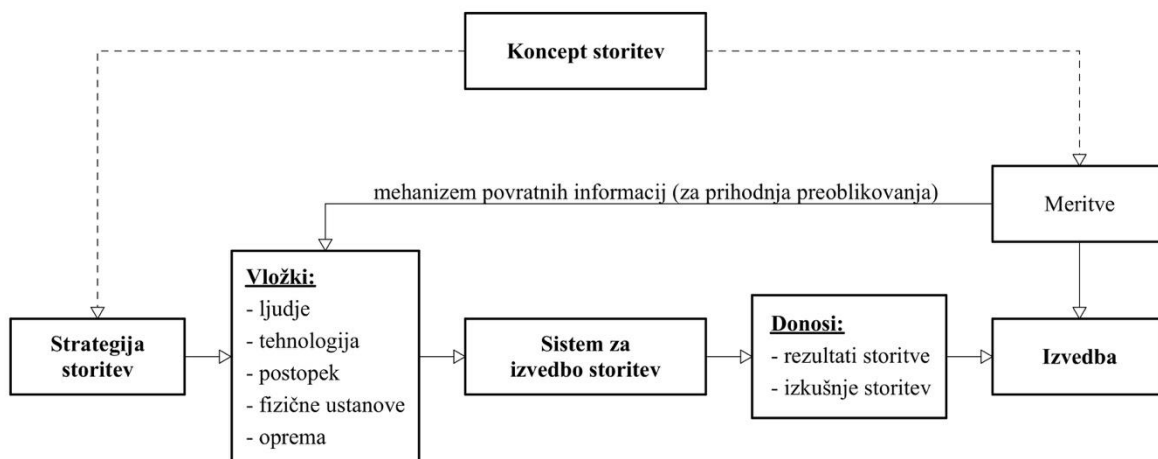 Koncept storitev
mehanizem povratnih informacij (za prihodnja preoblikovanja)
Meritve
Strategija
storitev
Vložki:
- ljudje
- tehnologija
- postopek
- fizične ustanove
- oprema
Sistem za
izvedbo storitev
Donosi:
- rezultati storitve
- izkušnje storitev
Izvedba